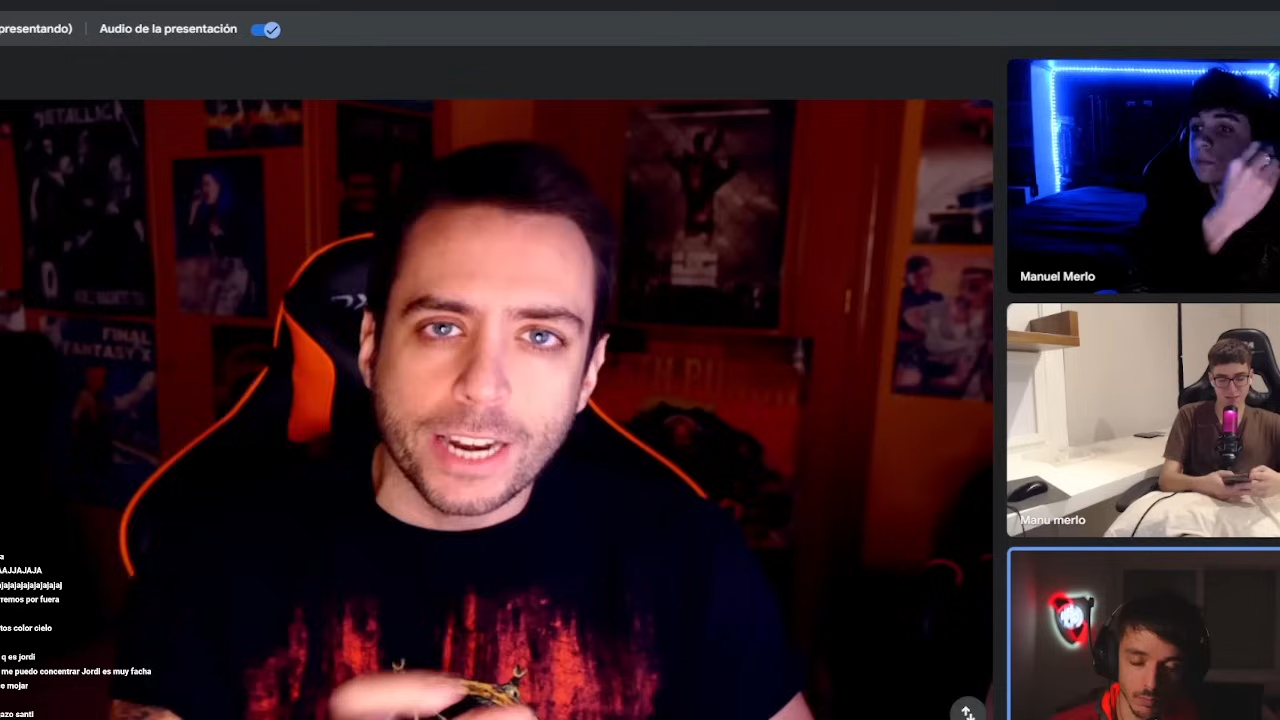 presentando)
Audio de la presentación
METALLICA
FINAL
FANTASY X
Manuel Merlo
Manu merlo
a
AAJJAJAJA
jajajajajajajajajaj
remos por fuera
tos color cielo
q es jordi
me puedo concentrar Jordi es muy facha
e mojar
azo santi